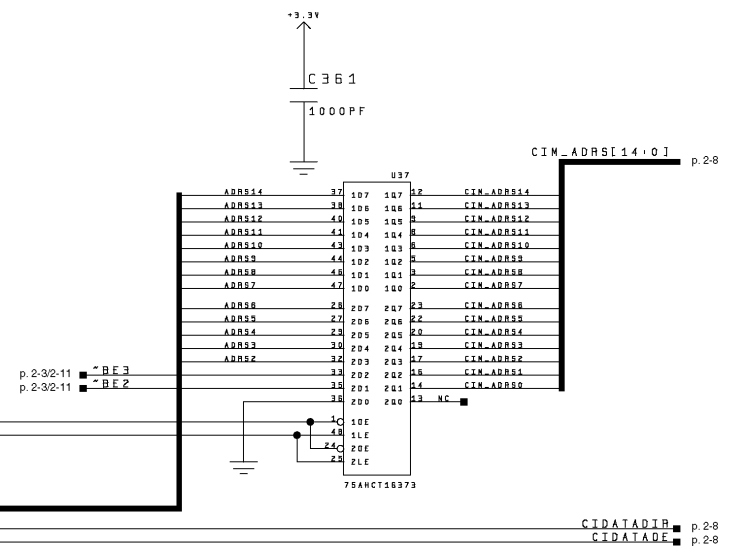 +3.3V
C361
1000PF
CIM_ADRS[14:0] p. 2-8
U37
ADRS14 37 1D7 1Q7 12 CIM_ADRS14
ADRS13 38 1D6 1Q6 11 CIM_ADRS13
ADRS12 40 1D5 1Q5 9 CIM_ADRS12
ADRS11 41 1D4 1Q4 8 CIM_ADRS11
ADRS10 43 1D3 1Q3 6 CIM_ADRS10
ADRS9 44 1D2 1Q2 5 CIM_ADRS9
ADRS8 46 1D1 1Q1 3 CIM_ADRS8
ADRS7 47 1D0 1Q0 2 CIM_ADRS7
ADRS6 26 2D7 2Q7 23 CIM_ADRS6
ADRS5 27 2D6 2Q6 22 CIM_ADRS5
ADRS4 29 2D5 2Q5 20 CIM_ADRS4
ADRS3 30 2D4 2Q4 19 CIM_ADRS3
ADRS2 32 2D3 2Q3 17 CIM_ADRS2
p. 2-3/2-11 ~BE3 33 2D2 2Q2 16 CIM_ADRS1
p. 2-3/2-11 ~BE2 35 2D1 2Q1 14 CIM_ADRS0
36 2D0 2Q0 13 NC
1 1OE
48 1LE
24 2OE
25 2LE
75AHCT16373
CIDATADIR p. 2-8
CIDATAOE p. 2-8